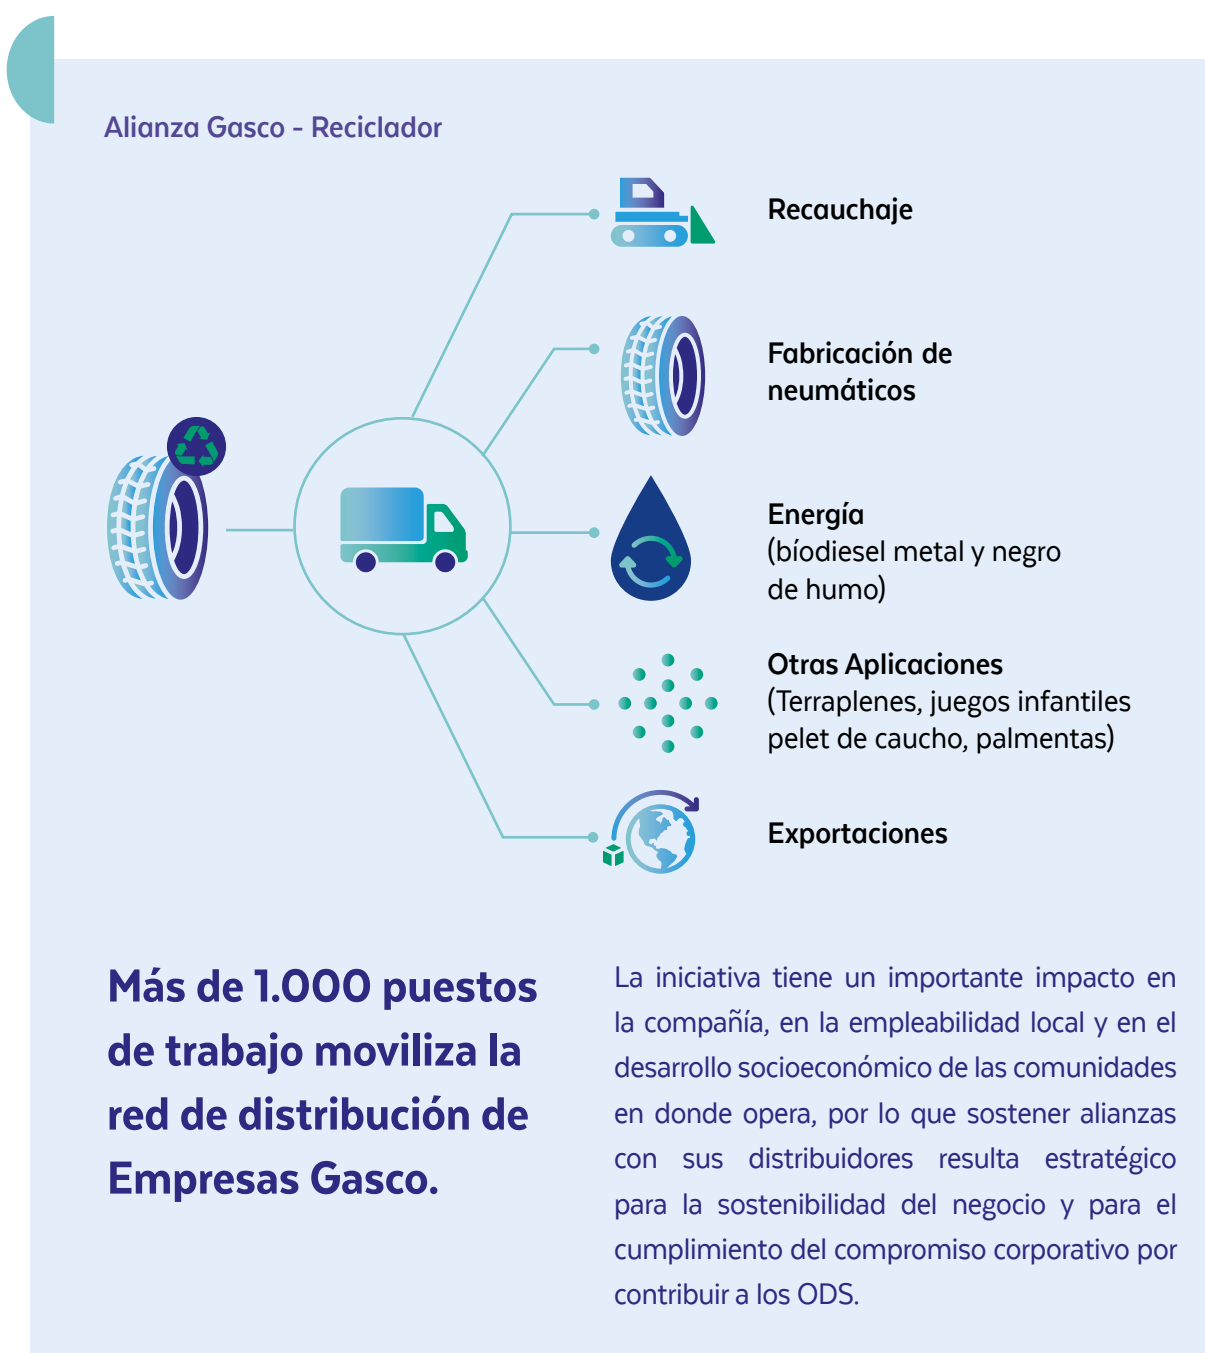 Alianza Gasco - Reciclador
Recauchaje
Fabricación de
neumáticos
Energía
(bíodiesel metal y negro
de humo)
Otras Aplicaciones
(Terraplenes, juegos infantiles
pelet de caucho, palmentas)
Exportaciones
Más de 1.000 puestos
de trabajo moviliza la
red de distribución de
Empresas Gasco.
La iniciativa tiene un importante impacto en
la compañía, en la empleabilidad local y en el
desarrollo socioeconómico de las comunidades
en donde opera, por lo que sostener alianzas
con sus distribuidores resulta estratégico
para la sostenibilidad del negocio y para el
cumplimiento del compromiso corporativo por
contribuir a los ODS.